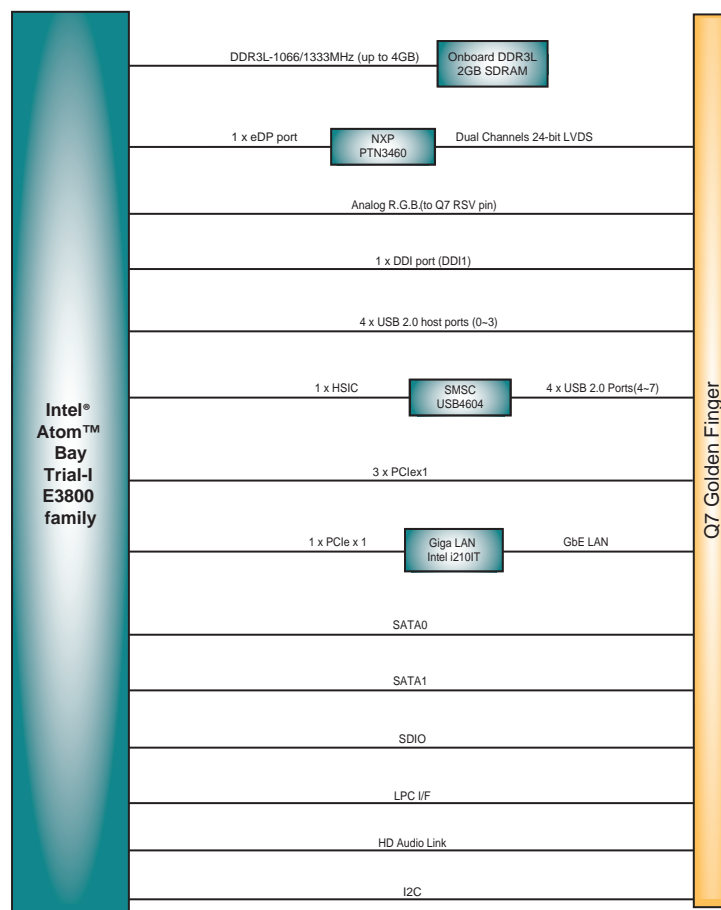 DDR3L-1066/1333MHz (up to 4GB)
Onboard DDR3L
2GB SDRAM
1 x eDP port
NXP
PTN3460
Dual Channels 24-bit LVDS
Analog R.G.B.(to Q7 RSV pin)
1 x DDI port (DDI1)
4 x USB 2.0 host ports (0~3)
1 x HSIC
SMSC
USB4604
4 x USB 2.0 Ports(4~7)
Intel®
Atom™
Bay
Trial-I
E3800
family
3 x PCIex1
1 x PCIe x 1
Giga LAN
Intel i210IT
GbE LAN
SATA0
SATA1
SDIO
LPC I/F
HD Audio Link
I2C
Q7 Golden Finger